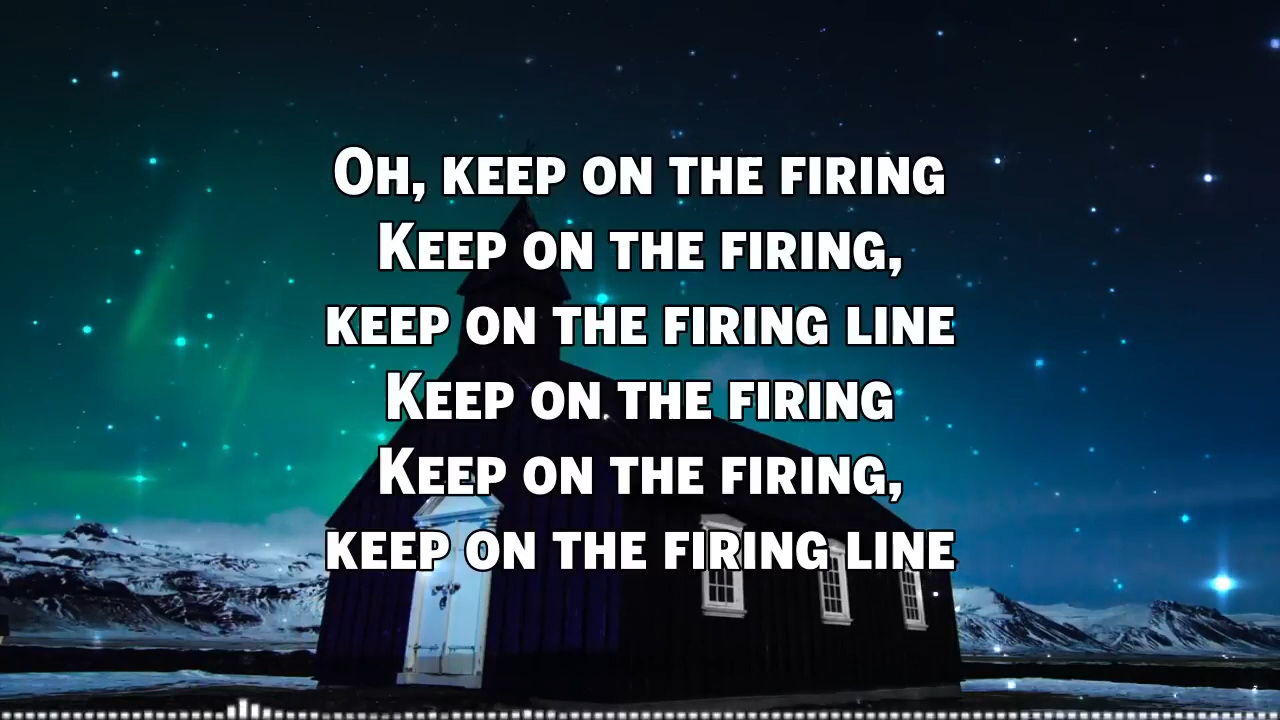 Oh, keep on the firing
Keep on the firing,
keep on the firing line
Keep on the firing
Keep on the firing,
keep on the firing line